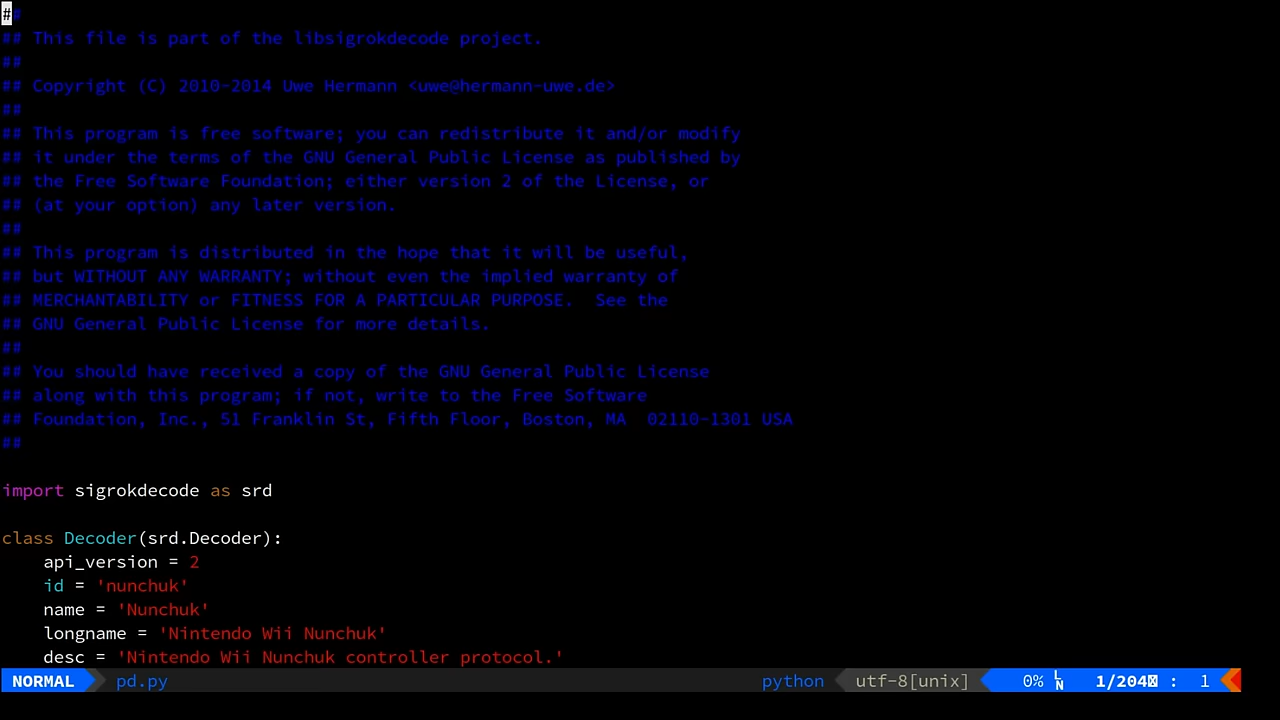 ##
## This file is part of the libsigrokdecode project.
##
## Copyright (C) 2010-2014 Uwe Hermann <uwe@hermann-uwe.de>
##
## This program is free software; you can redistribute it and/or modify
## it under the terms of the GNU General Public License as published by
## the Free Software Foundation; either version 2 of the License, or
## (at your option) any later version.
##
## This program is distributed in the hope that it will be useful,
## but WITHOUT ANY WARRANTY; without even the implied warranty of
## MERCHANTABILITY or FITNESS FOR A PARTICULAR PURPOSE.  See the
## GNU General Public License for more details.
##
## You should have received a copy of the GNU General Public License
## along with this program; if not, write to the Free Software
## Foundation, Inc., 51 Franklin St, Fifth Floor, Boston, MA  02110-1301 USA
##
import sigrokdecode as srd
class Decoder(srd.Decoder):
    api_version = 2
    id = 'nunchuk'
    name = 'Nunchuk'
    longname = 'Nintendo Wii Nunchuk'
    desc = 'Nintendo Wii Nunchuk controller protocol.'
NORMAL pd.py python utf-8[unix] 0% LN 1/204 : 1